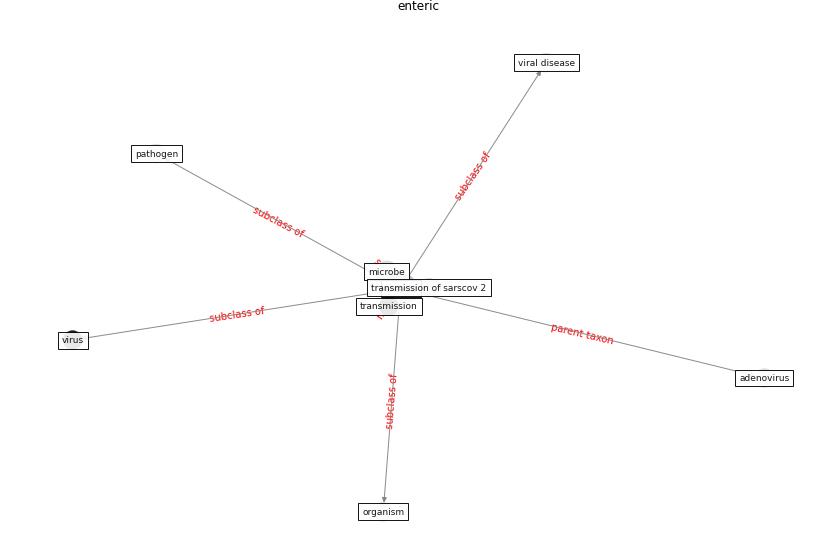 enteric
viral disease
pathogen
subclass of
subclass of
microbe
transmission of sarscov 2
transmission
subclass of
parent taxon
virus
adenovirus
subclass of
organism